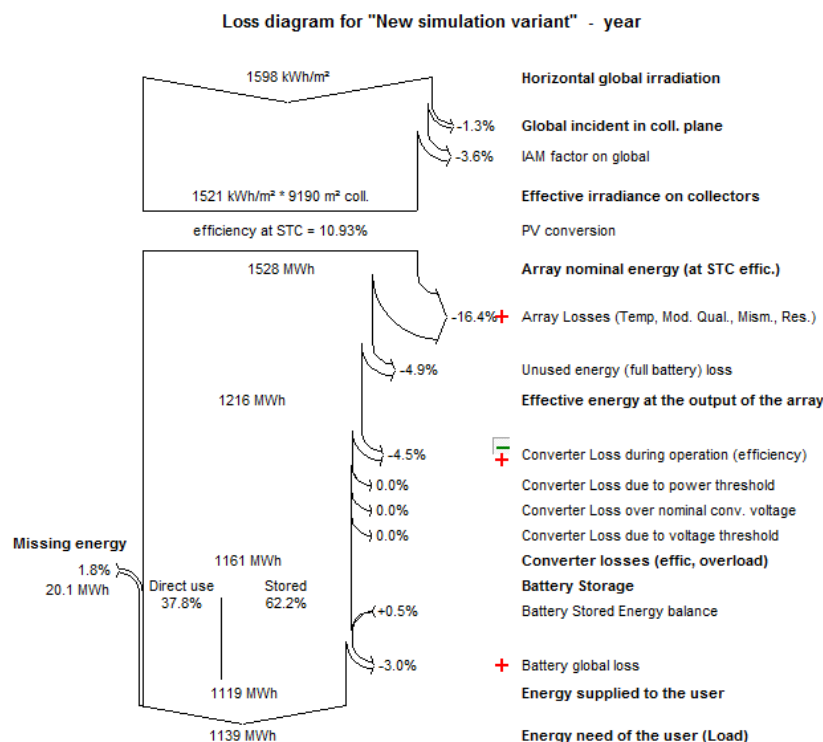 Loss diagram for "New simulation variant" - year
1598 kWh/m² Horizontal global irradiation
-1.3% Global incident in coll. plane
-3.6% IAM factor on global
1521 kWh/m² * 9190 m² coll. Effective irradiance on collectors
efficiency at STC = 10.93% PV conversion
1528 MWh Array nominal energy (at STC effic.)
-16.4% Array Losses (Temp, Mod. Qual., Mism., Res.)
-4.9% Unused energy (full battery) loss
1216 MWh Effective energy at the output of the array
-4.5% Converter Loss during operation (efficiency)
0.0% Converter Loss due to power threshold
0.0% Converter Loss over nominal conv. voltage
0.0% Converter Loss due to voltage threshold
Missing energy
1161 MWh Converter losses (effic, overload)
1.8%
Direct use Stored Battery Storage
20.1 MWh
37.8% 62.2%
+0.5% Battery Stored Energy balance
-3.0% Battery global loss
1119 MWh Energy supplied to the user
1139 MWh Energy need of the user (Load)